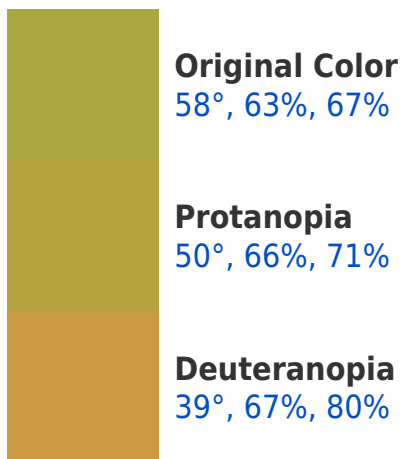 Original Color
58°, 63%, 67%
Protanopia
50°, 66%, 71%
Deuteranopia
39°, 67%, 80%